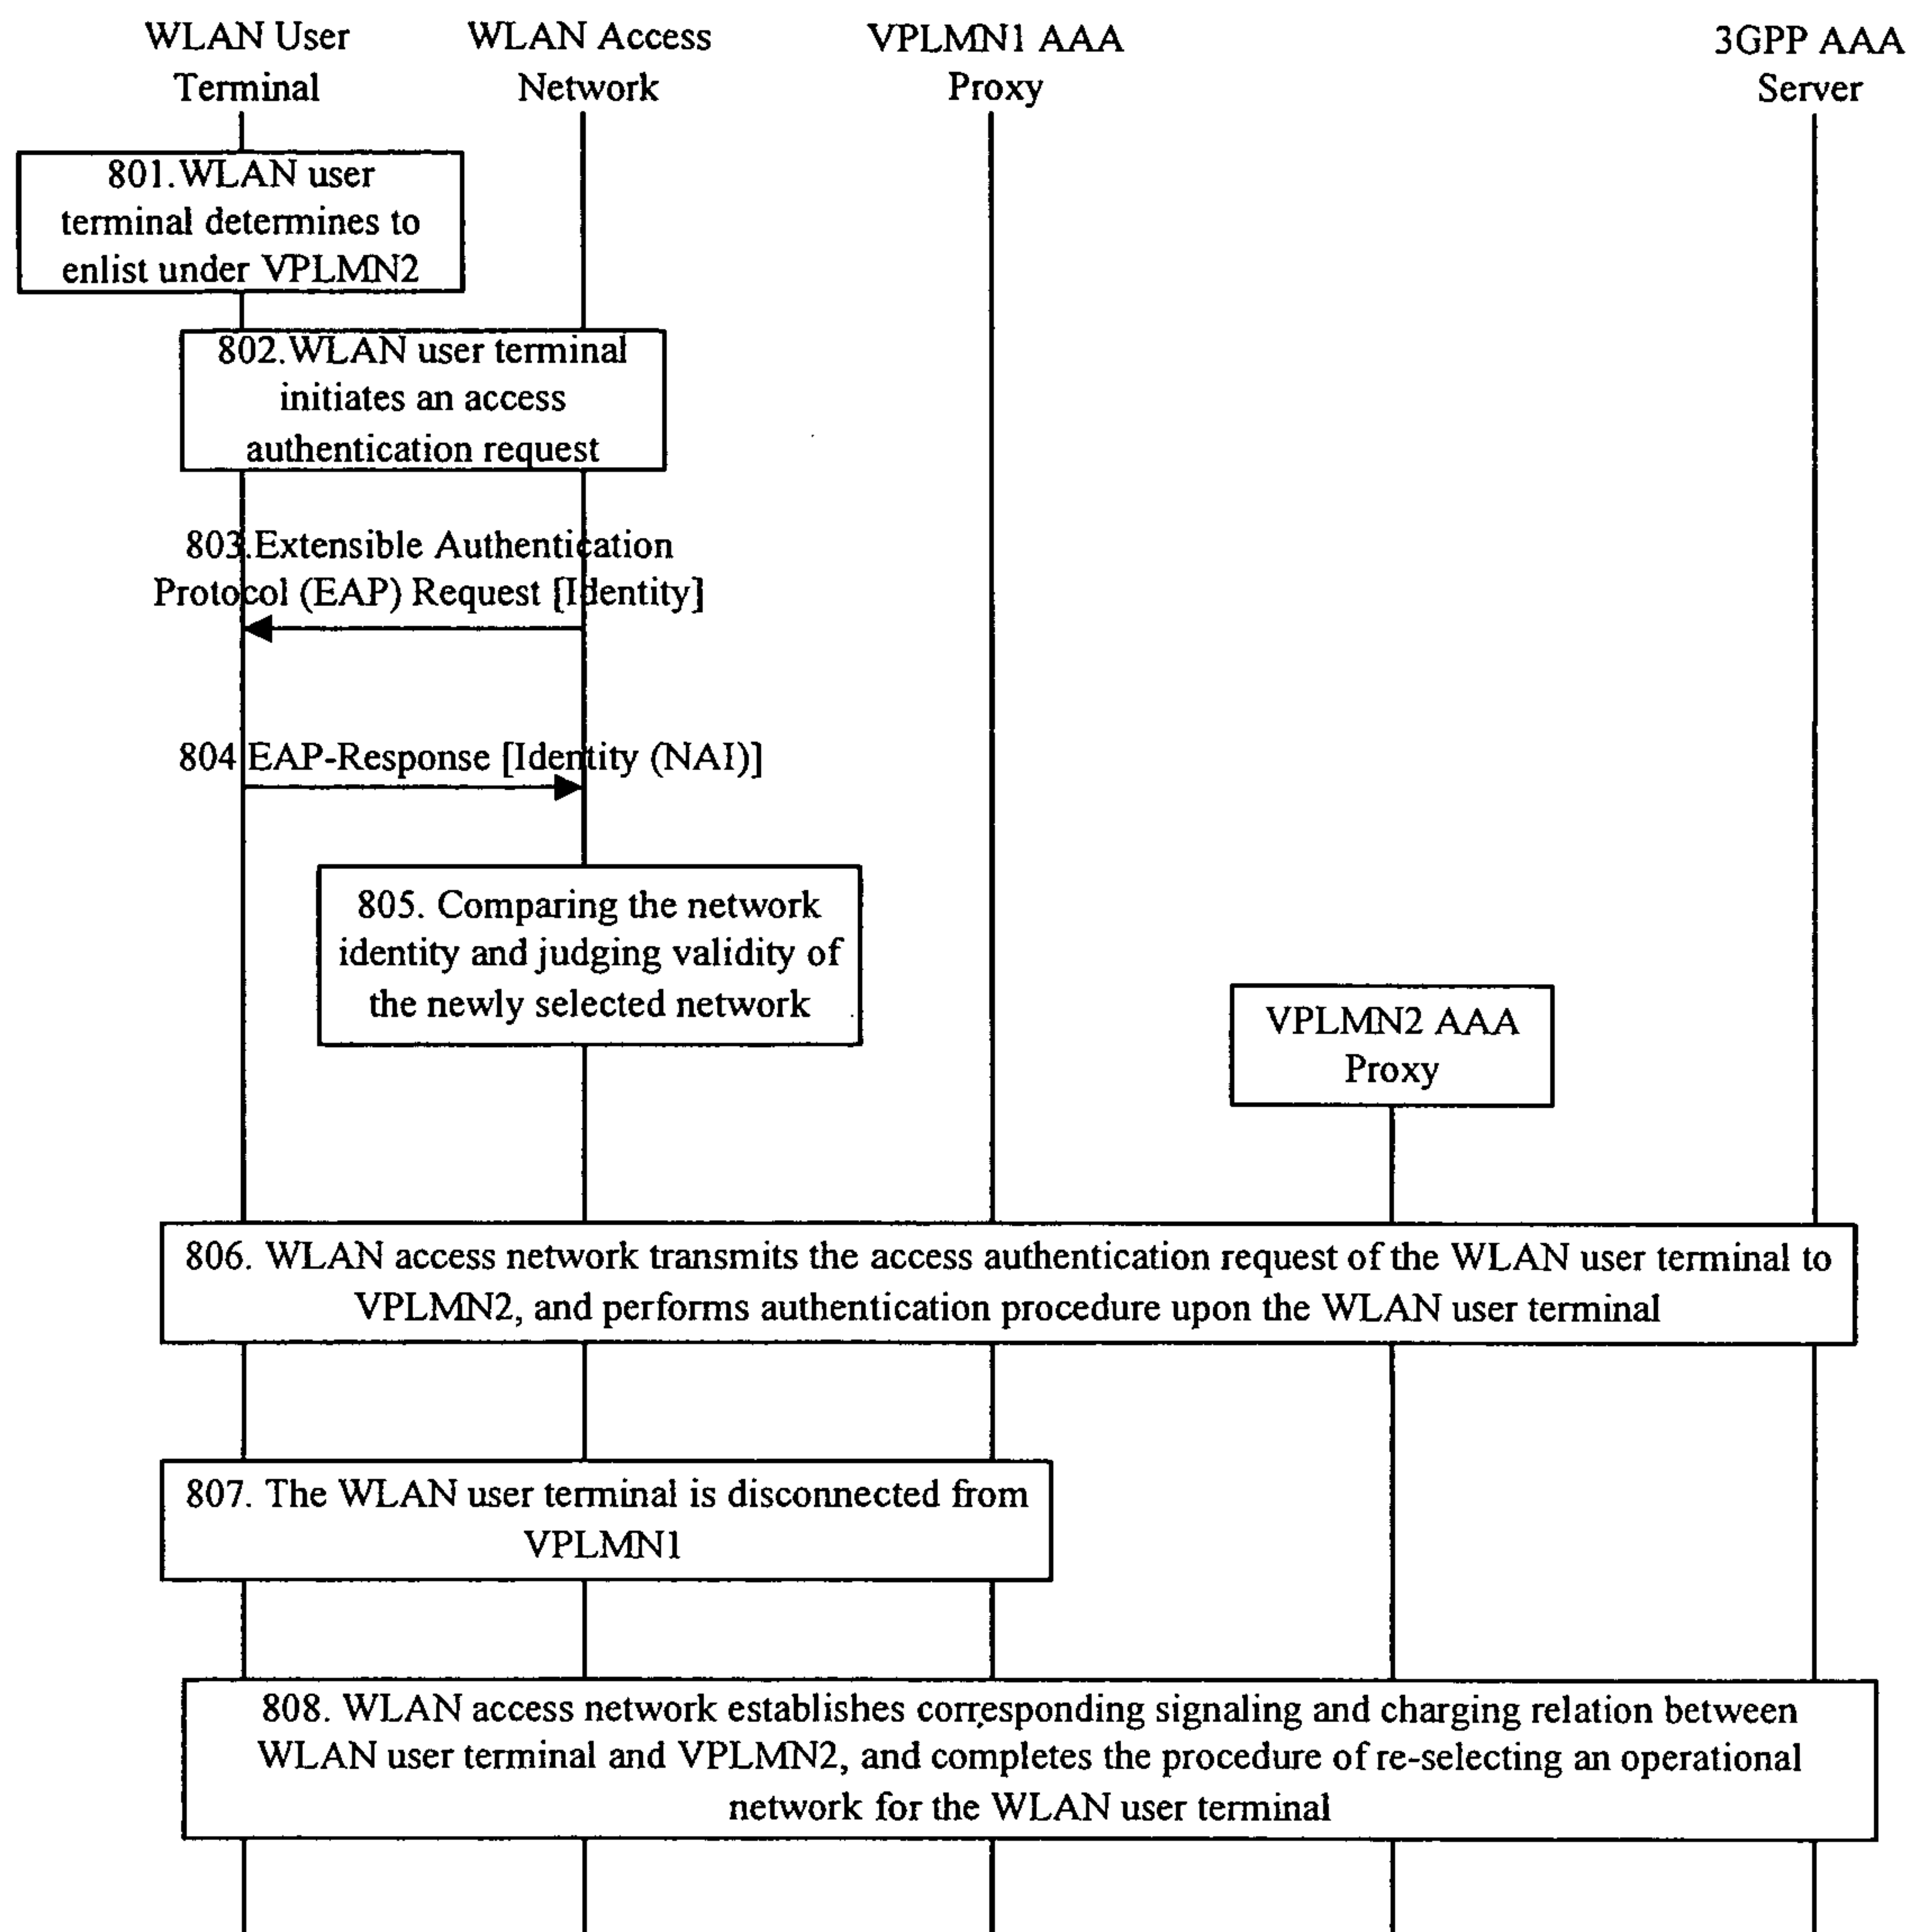 WLAN User
Terminal
WLAN Access
Network
VPLMN1 AAA
Proxy
3GPP AAA
Server
801.WLAN user
terminal determines to
enlist under VPLMN2
802.WLAN user terminal
initiates an access
authentication request
803.Extensible Authentication
Protocol (EAP) Request [Identity]
804 EAP-Response [Identity (NAI)]
805. Comparing the network
identity and judging validity of
the newly selected network
VPLMN2 AAA
Proxy
806. WLAN access network transmits the access authentication request of the WLAN user terminal to
VPLMN2, and performs authentication procedure upon the WLAN user terminal
807. The WLAN user terminal is disconnected from
VPLMN1
808. WLAN access network establishes corresponding signaling and charging relation between
WLAN user terminal and VPLMN2, and completes the procedure of re-selecting an operational
network for the WLAN user terminal